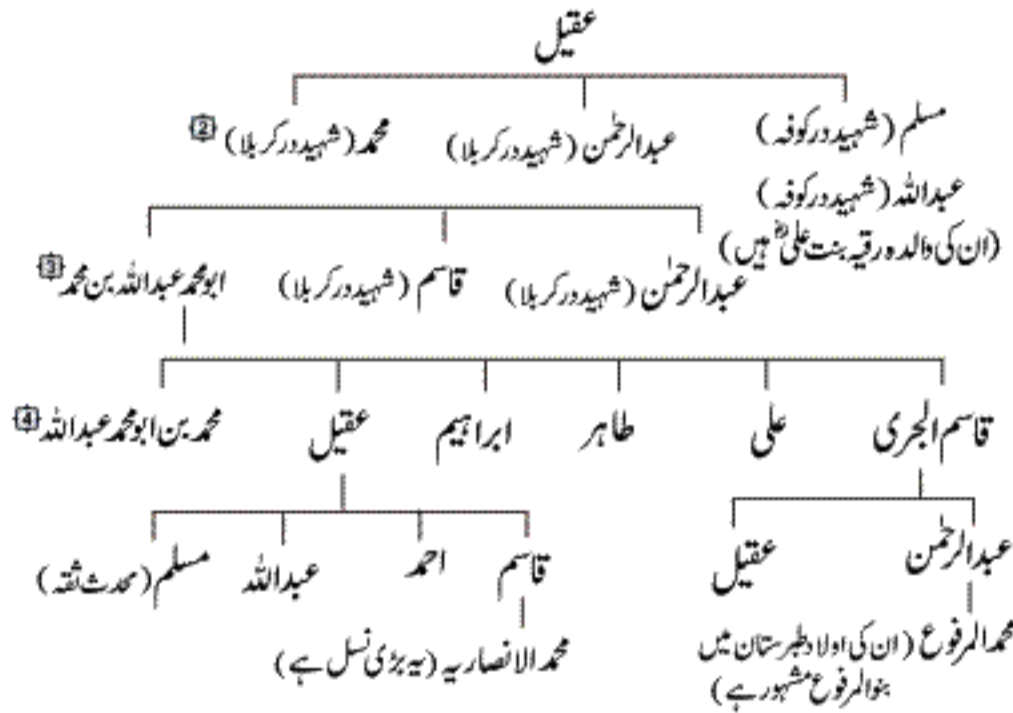 عقیل
مسلم (شہید در کوفہ)
عبدالرحمٰن (شہید در کربلا)
محمد (شہید در کربلا) 2
عبداللہ (شہید در کوفہ)
(ان کی والدہ رقیہ بنت علیؓ ہیں)
عبدالرحمٰن (شہید در کربلا)
قاسم (شہید در کربلا)
ابو محمد عبداللہ بن محمد 3
قاسم الجری
علی
طاہر
ابراہیم
عقیل
محمد بن ابو محمد عبداللہ 4
عبدالرحمٰن
عقیل
قاسم
احمد
عبداللہ
مسلم (محدث ثقہ)
محمد المرفوع (ان کی اولاد طبرستان میں
بنو المرفوع مشہور ہے)
محمد الانصاریہ (یہ بڑی نسل ہے)